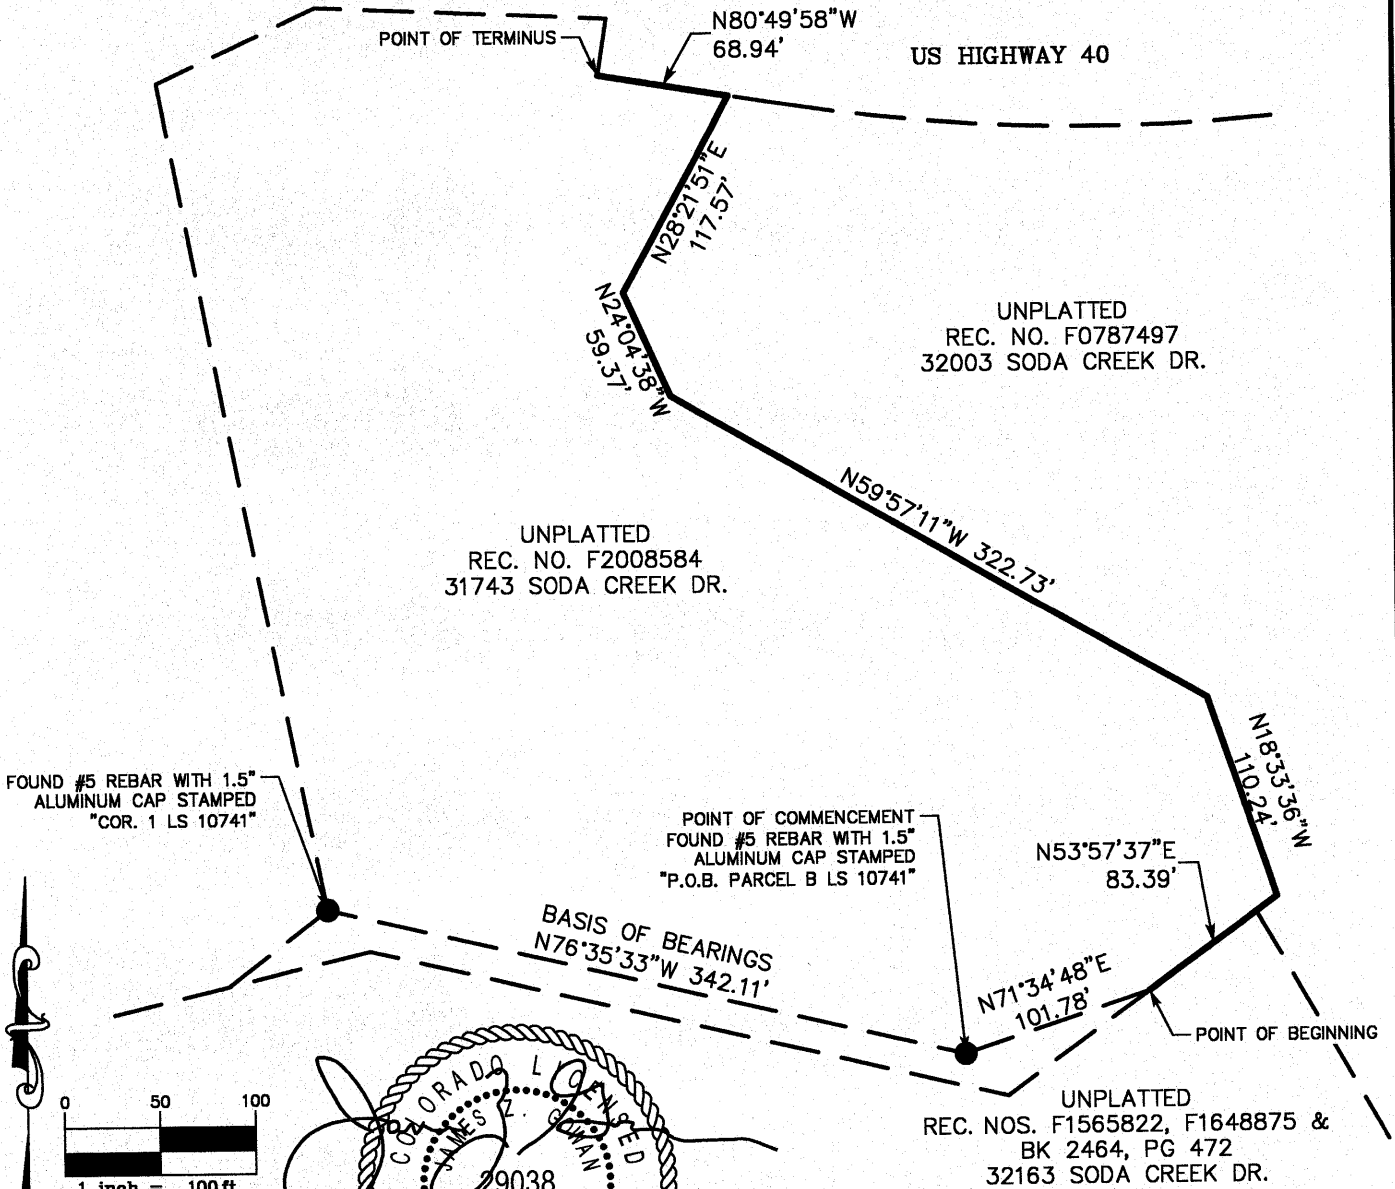 N80°49'58"W
68.94'
POINT OF TERMINUS
US HIGHWAY 40
N28°21'51"E
117.57'
N24°04'38"W
59.37'
UNPLATTED
REC. NO. F0787497
32003 SODA CREEK DR.
N59°57'11"W 322.73'
UNPLATTED
REC. NO. F2008584
31743 SODA CREEK DR.
N18°33'36"W
110.24'
FOUND #5 REBAR WITH 1.5"
ALUMINUM CAP STAMPED
"COR. 1 LS 10741"
POINT OF COMMENCEMENT
FOUND #5 REBAR WITH 1.5"
ALUMINUM CAP STAMPED
"P.O.B. PARCEL B LS 10741"
N53°57'37"E
83.39'
BASIS OF BEARINGS
N76°35'33"W 342.11'
N71°34'48"E
101.78'
POINT OF BEGINNING
0 50 100
1 inch = 100 ft.
COLORADO LICENSED
JAMES Z.
29038
UNPLATTED
REC. NOS. F1565822, F1648875 &
BK 2464, PG 472
32163 SODA CREEK DR.